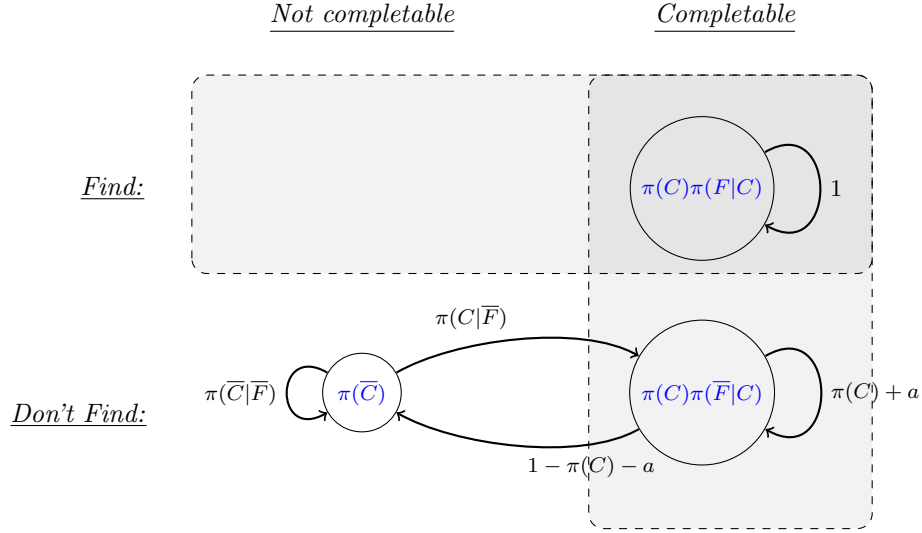 Not completable Completable
Find: π(C)π(F|C) 1
π(C|F̅)
π(C̅|F̅) π(C̅) π(C)π(F̅|C) π(C) + a
Don't Find:
1 − π(C) − a